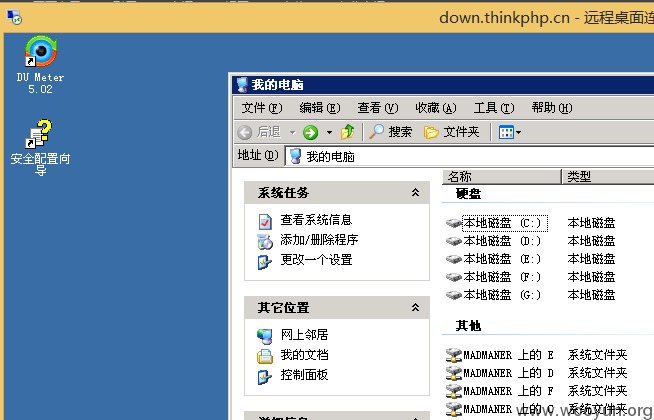 down.thinkphp.cn - 远程桌面连
DU Meter
5.02
安全配置向
导
我的电脑
文件(F) 编辑(E) 查看(V) 收藏(A) 工具(T) 帮助(H)
后退 搜索 文件夹
地址(D) 我的电脑
系统任务
查看系统信息
添加/删除程序
更改一个设置
其它位置
网上邻居
我的文档
控制面板
详细信息
名称 类型
硬盘
本地磁盘 (C:) 本地磁盘
本地磁盘 (D:) 本地磁盘
本地磁盘 (E:) 本地磁盘
本地磁盘 (F:) 本地磁盘
本地磁盘 (G:) 本地磁盘
其他
MADMANER 上的 E 系统文件夹
MADMANER 上的 D 系统文件夹
MADMANER 上的 F 系统文件夹
MADMANER 上的 C 系统文件夹
www.wooyun.org